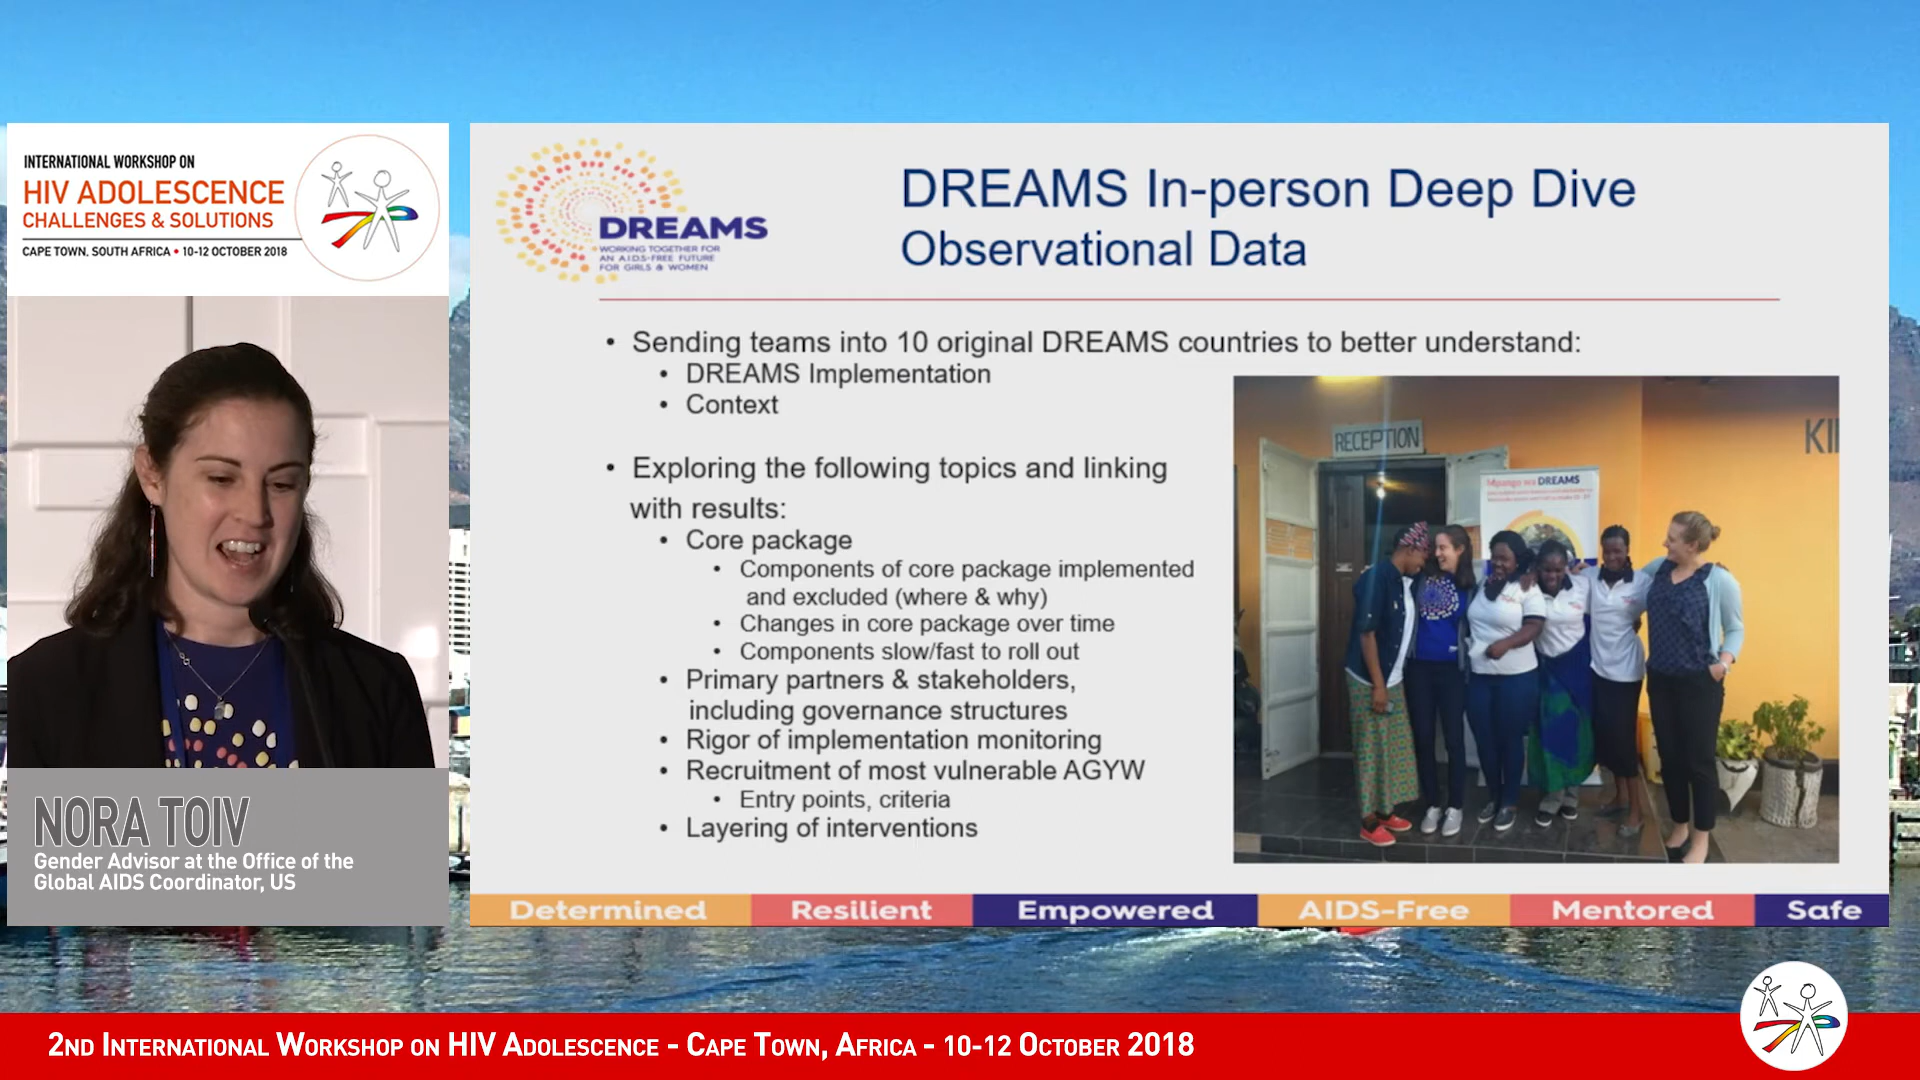 INTERNATIONAL WORKSHOP ON
HIV ADOLESCENCE
CHALLENGES & SOLUTIONS
CAPE TOWN, SOUTH AFRICA • 10-12 OCTOBER 2018
NORA TOIV
Gender Advisor at the Office of the
Global AIDS Coordinator, US
DREAMS
WORKING TOGETHER FOR
AN AIDS-FREE FUTURE
FOR GIRLS & WOMEN
DREAMS In-person Deep Dive
Observational Data
• Sending teams into 10 original DREAMS countries to better understand:
• DREAMS Implementation
• Context
• Exploring the following topics and linking
with results:
• Core package
• Components of core package implemented
and excluded (where & why)
• Changes in core package over time
• Components slow/fast to roll out
• Primary partners & stakeholders,
including governance structures
• Rigor of implementation monitoring
• Recruitment of most vulnerable AGYW
• Entry points, criteria
• Layering of interventions
RECEPTION
Mpango wa DREAMS
Determined Resilient Empowered AIDS-Free Mentored Safe
2ND INTERNATIONAL WORKSHOP ON HIV ADOLESCENCE - CAPE TOWN, AFRICA - 10-12 OCTOBER 2018